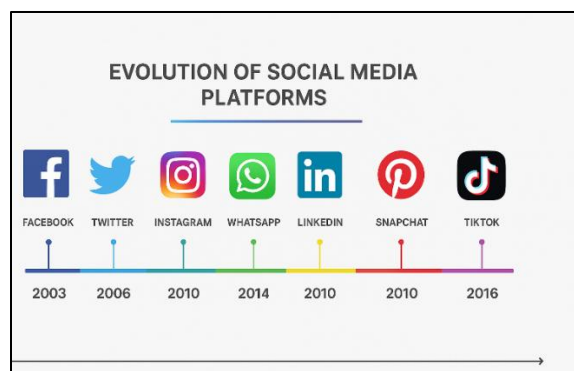 EVOLUTION OF SOCIAL MEDIA
PLATFORMS
FACEBOOK TWITTER INSTAGRAM WHATSAPP LINKEDIN SNAPCHAT TIKTOK
2003 2006 2010 2014 2010 2010 2016